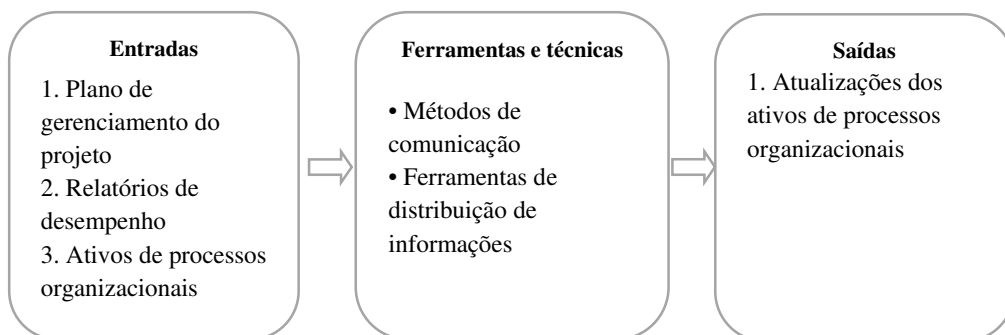 Entradas
1. Plano de
gerenciamento do
projeto
2. Relatórios de
desempenho
3. Ativos de processos
organizacionais
Ferramentas e técnicas
• Métodos de
comunicação
• Ferramentas de
distribuição de
informações
Saídas
1. Atualizações dos
ativos de processos
organizacionais